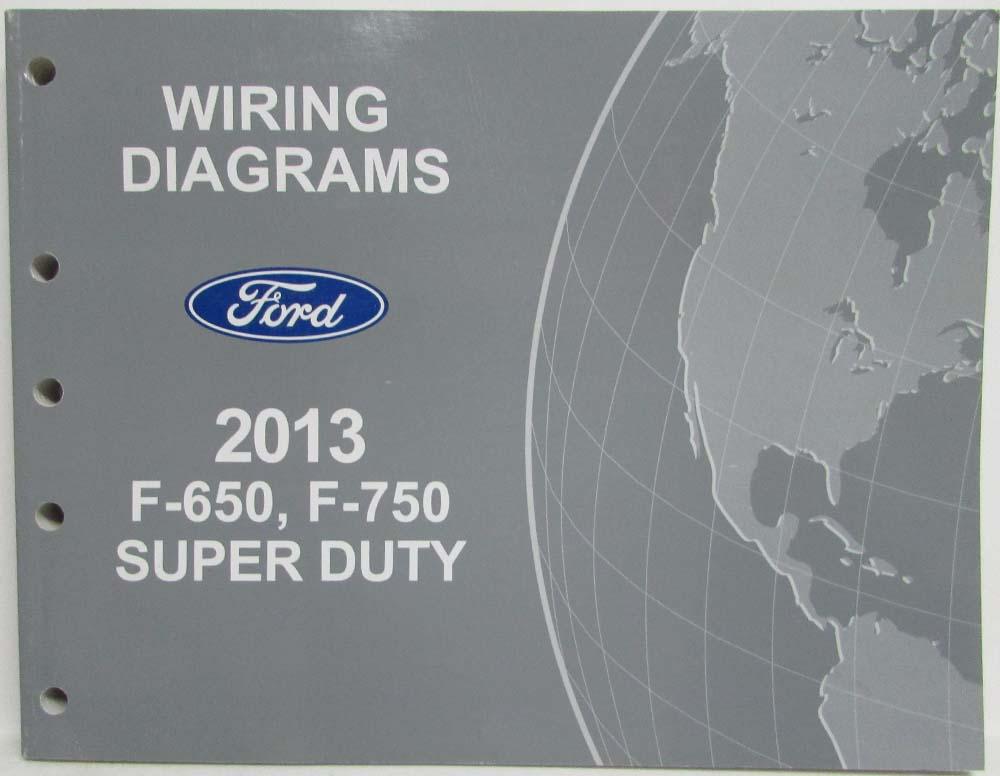 WIRING
DIAGRAMS
Ford
2013
F-650, F-750
SUPER DUTY